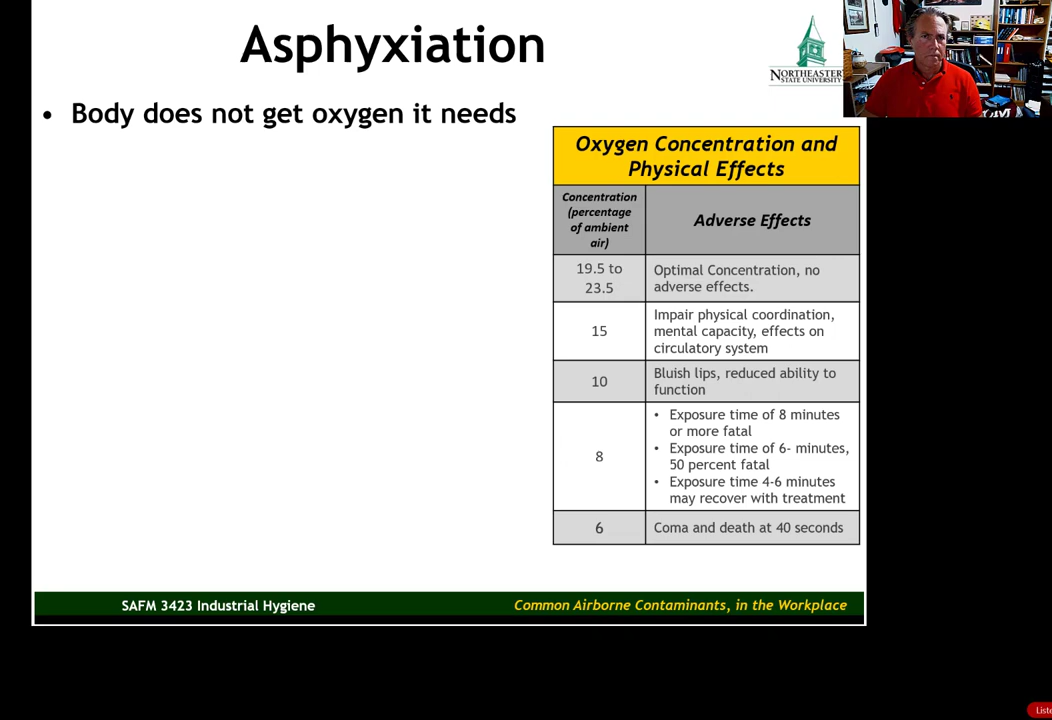 Asphyxiation
NORTHEASTER
STATE UNIVERSITY
• Body does not get oxygen it needs
Oxygen Concentration and
Physical Effects
Concentration
(percentage
of ambient
air)
Adverse Effects
19.5 to
23.5
Optimal Concentration, no
adverse effects.
15
Impair physical coordination,
mental capacity, effects on
circulatory system
10
Bluish lips, reduced ability to
function
8
• Exposure time of 8 minutes
or more fatal
• Exposure time of 6- minutes,
50 percent fatal
• Exposure time 4-6 minutes
may recover with treatment
6
Coma and death at 40 seconds
SAFM 3423 Industrial Hygiene
Common Airborne Contaminants, in the Workplace
Liste